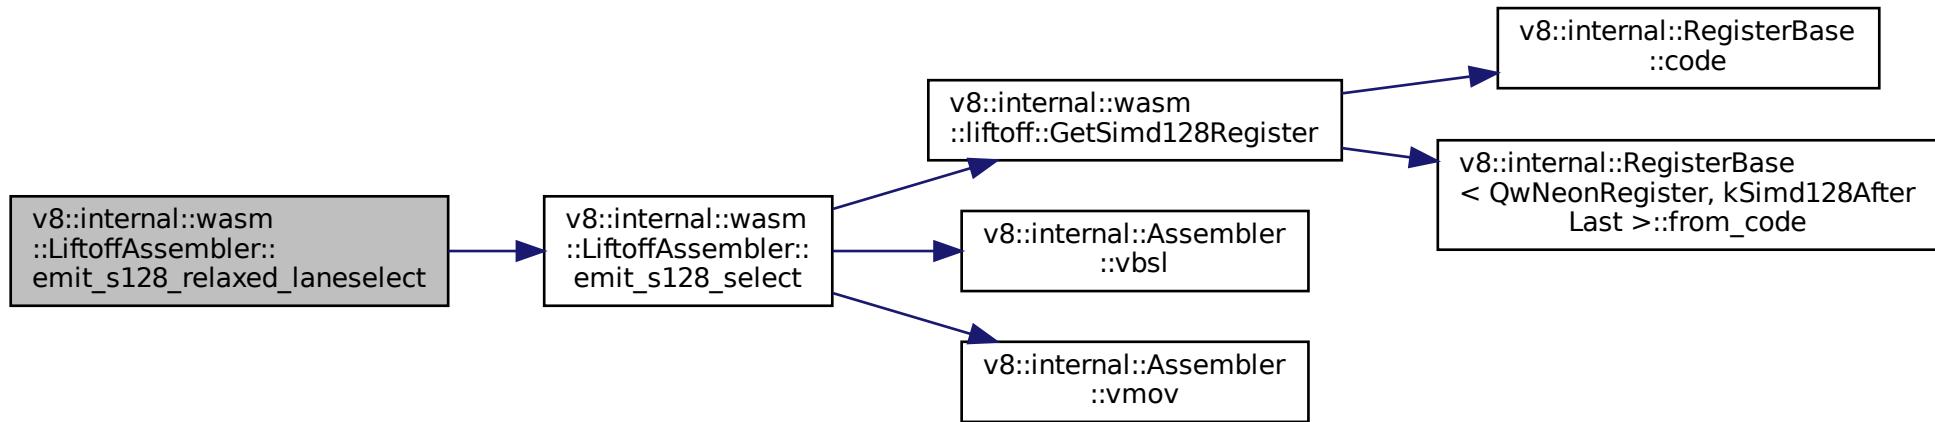 v8::internal::wasm
::LiftoffAssembler::
emit_s128_relaxed_laneselect
v8::internal::wasm
::LiftoffAssembler::
emit_s128_select
v8::internal::wasm
::liftoff::GetSimd128Register
v8::internal::Assembler
::vbsl
v8::internal::Assembler
::vmov
v8::internal::RegisterBase
::code
v8::internal::RegisterBase
< QwNeonRegister, kSimd128After
Last >::from_code